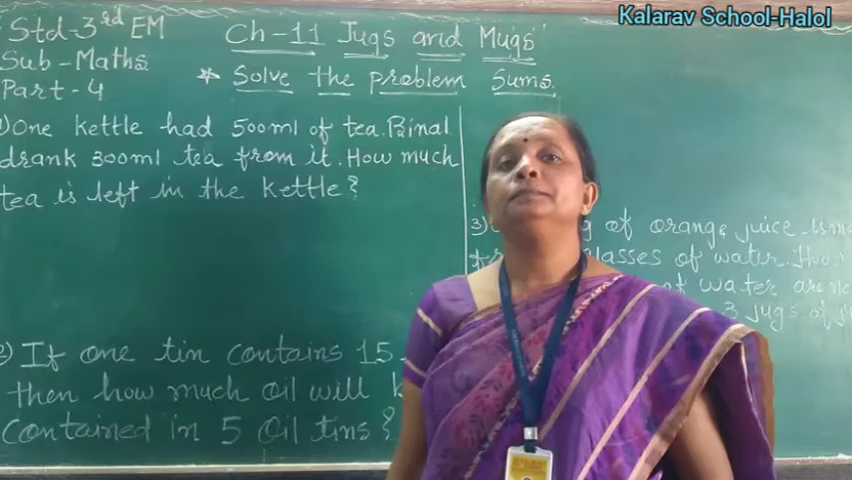 Kalarav School-Halol
Std-3rd EM
Sub-Maths
Part-4
Ch-11 Jugs and Mugs
* Solve the problem sums.
1) One kettle had 500ml of tea. Binal
drank 300ml tea from it. How much
tea is left in the kettle?
2) If one tin contains 15
then how much oil will
contained in 5 oil tins?
3) of orange juice is
glasses of water.
of water are
3 jugs of